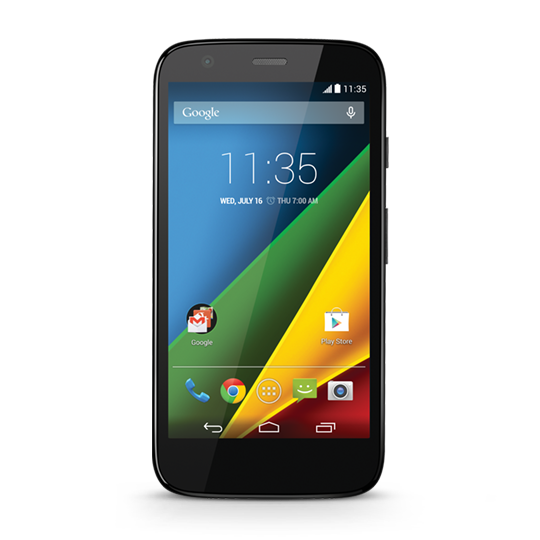 11:35
Google
11:35
WED, JULY 16 THU 7:00 AM
Google
Play Store